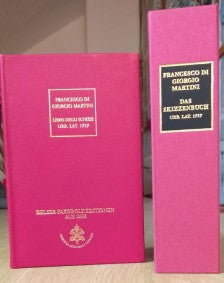 FRANCESCO DI
GIORGIO MARTINI
LIBRO DEGLI SCHIZZI
URB. LAT. 1757
BELSER FAKSIMILE EDITIONEN
AUS DER
FRANCESCO DI
GIORGIO
MARTINI
DAS
SKIZZENBUCH
URB. LAT. 1757